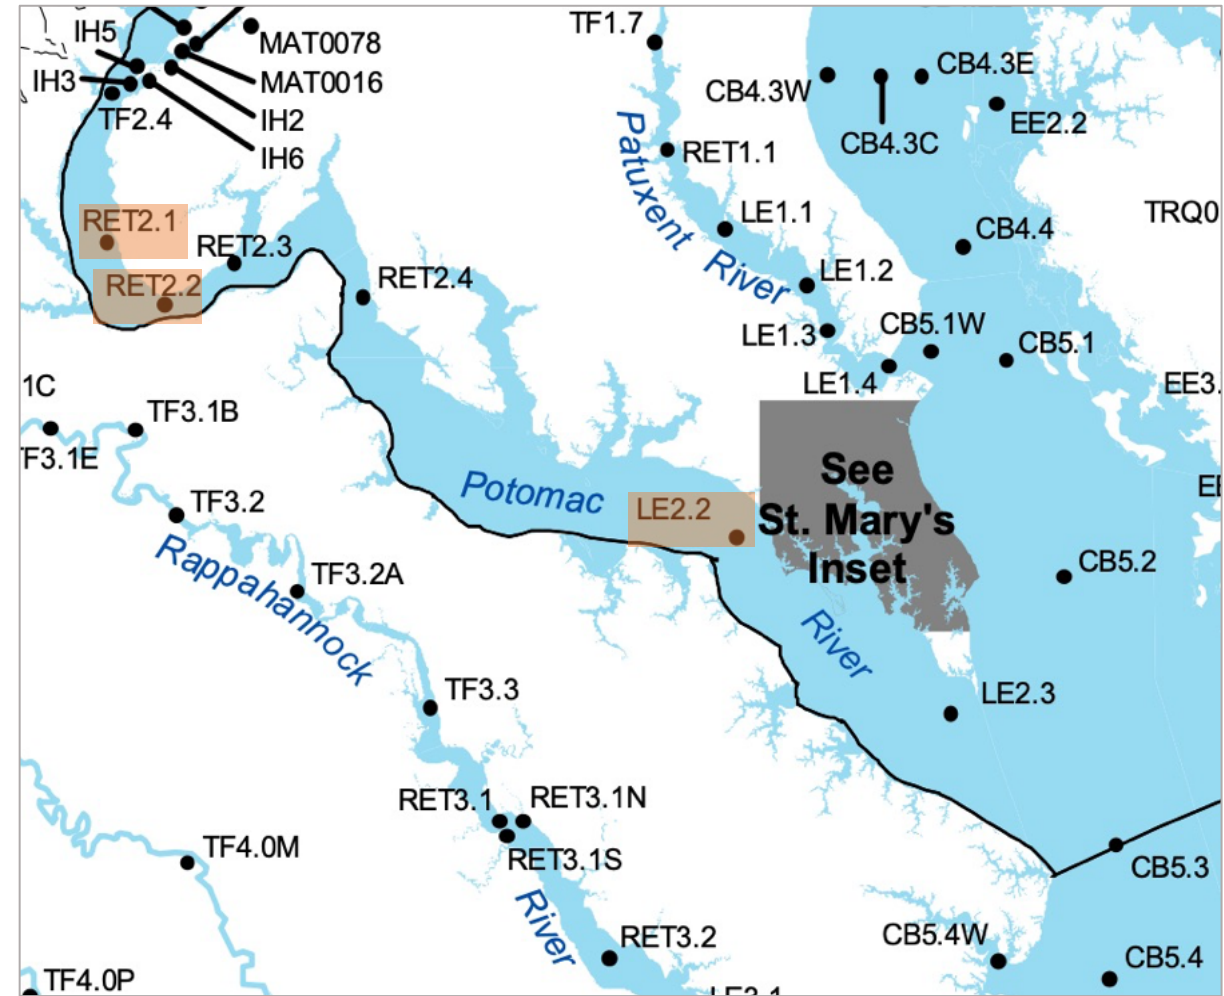 IH5
MAT0078
IH3
MAT0016
TF2.4
IH2
IH6
TF1.7
CB4.3W
CB4.3C
CB4.3E
EE2.2
Patuxent River
RET1.1
LE1.1
TRQ0
RET2.1
RET2.3
CB4.4
RET2.2
RET2.4
LE1.2
LE1.3
CB5.1W
CB5.1
LE1.4
EE3.
1C
TF3.1B
F3.1E
See
St. Mary's
Inset
Potomac
LE2.2
TF3.2
Rappahannock
TF3.2A
CB5.2
River
TF3.3
LE2.3
RET3.1
RET3.1N
RET3.1S
TF4.0M
CB5.3
River
RET3.2
CB5.4W
CB5.4
TF4.0P